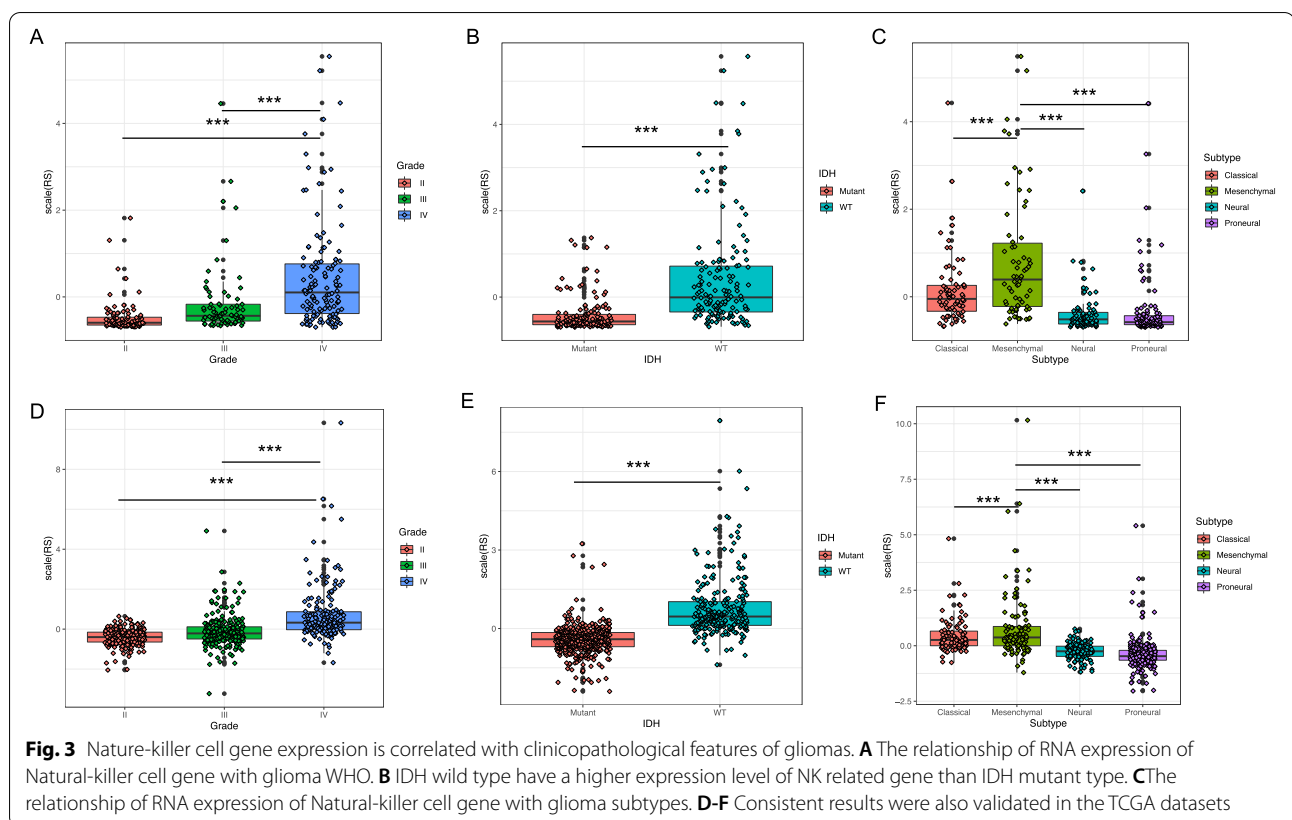 A
***
***
4
2
0
scale(RS)
II
III
IV
Grade
Grade
II
III
IV
B
***
4
2
0
scale(RS)
Mutant
WT
IDH
IDH
Mutant
WT
C
***
***
***
4
2
0
scale(RS)
Classical
Mesenchymal
Neural
Proneural
Subtype
Subtype
Classical
Mesenchymal
Neural
Proneural
D
***
***
8
4
0
scale(RS)
II
III
IV
Grade
Grade
II
III
IV
E
***
6
3
0
scale(RS)
Mutant
WT
IDH
IDH
Mutant
WT
F
***
***
***
10.0
7.5
5.0
2.5
0.0
−2.5
scale(RS)
Classical
Mesenchymal
Neural
Proneural
Subtype
Subtype
Classical
Mesenchymal
Neural
Proneural
Fig. 3 Nature-killer cell gene expression is correlated with clinicopathological features of gliomas. A The relationship of RNA expression of
Natural-killer cell gene with glioma WHO. B IDH wild type have a higher expression level of NK related gene than IDH mutant type. CThe
relationship of RNA expression of Natural-killer cell gene with glioma subtypes. D-F Consistent results were also validated in the TCGA datasets